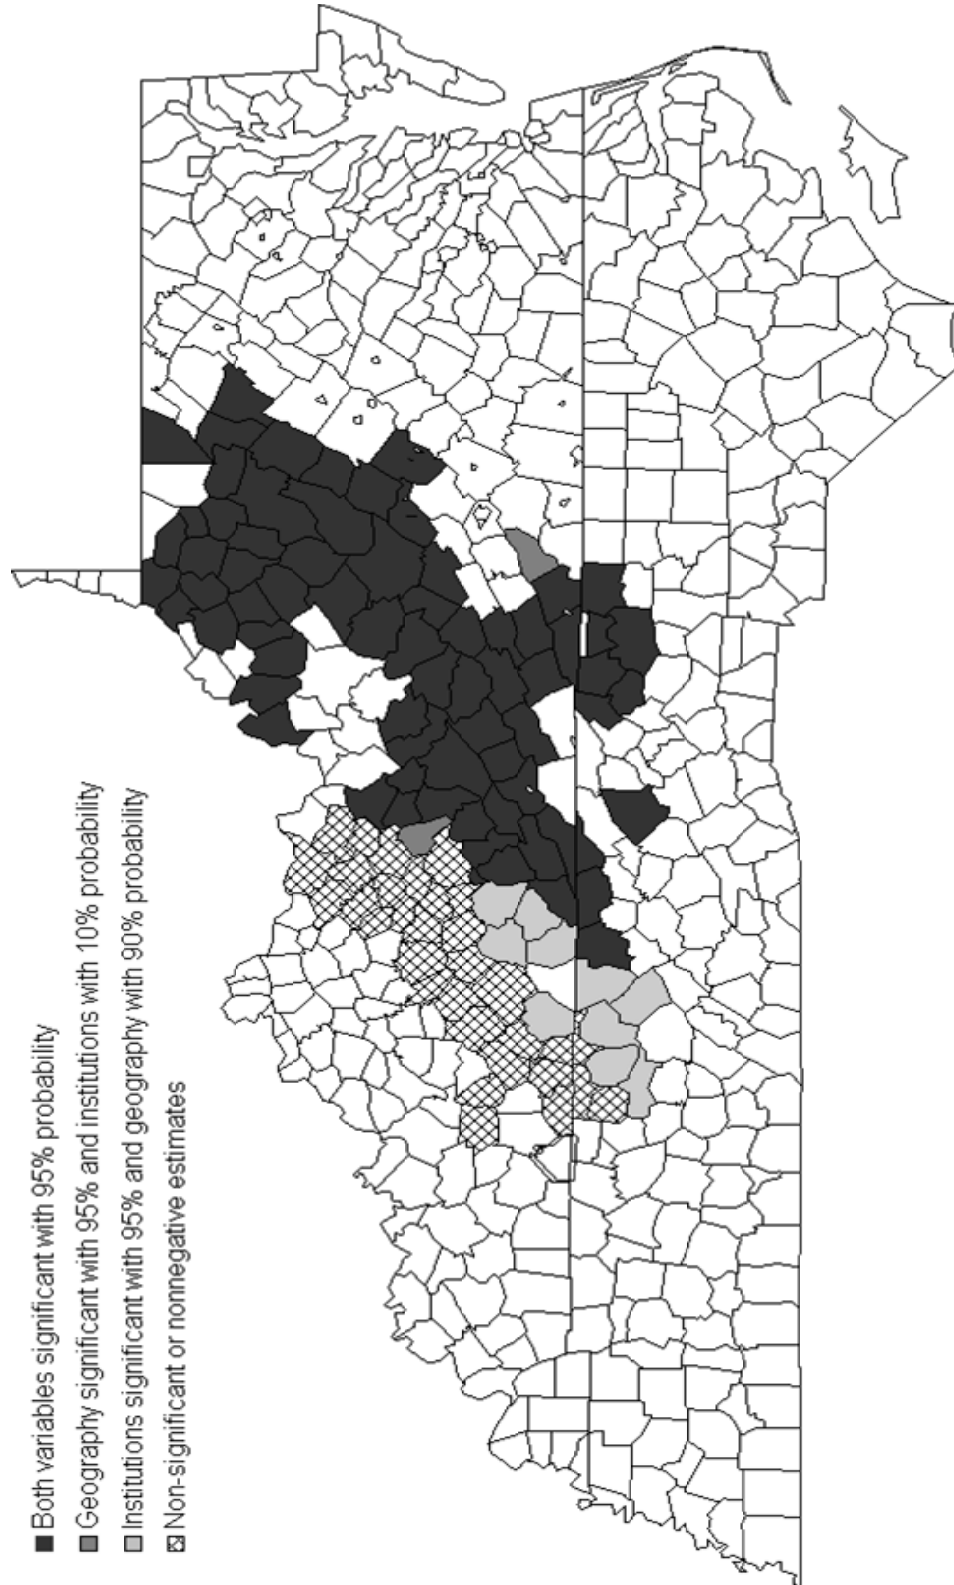 Both variables significant with 95% probability
Geography significant with 95% and institutions with 10% probability
Institutions significant with 95% and geography with 90% probability
Non-significant or nonnegative estimates